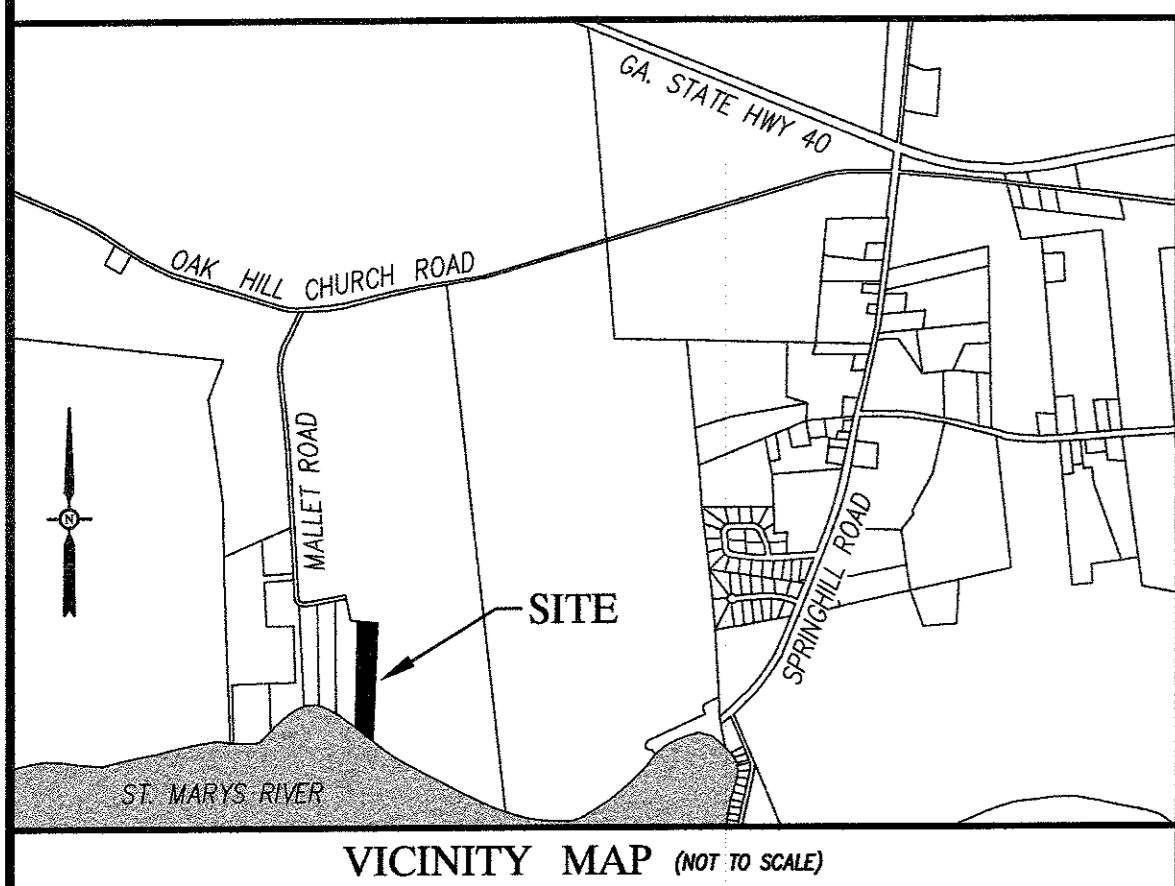 GA. STATE HWY 40
OAK HILL CHURCH ROAD
MALLET ROAD
N
SITE
SPRINGHILL ROAD
ST. MARYS RIVER
VICINITY MAP (NOT TO SCALE)